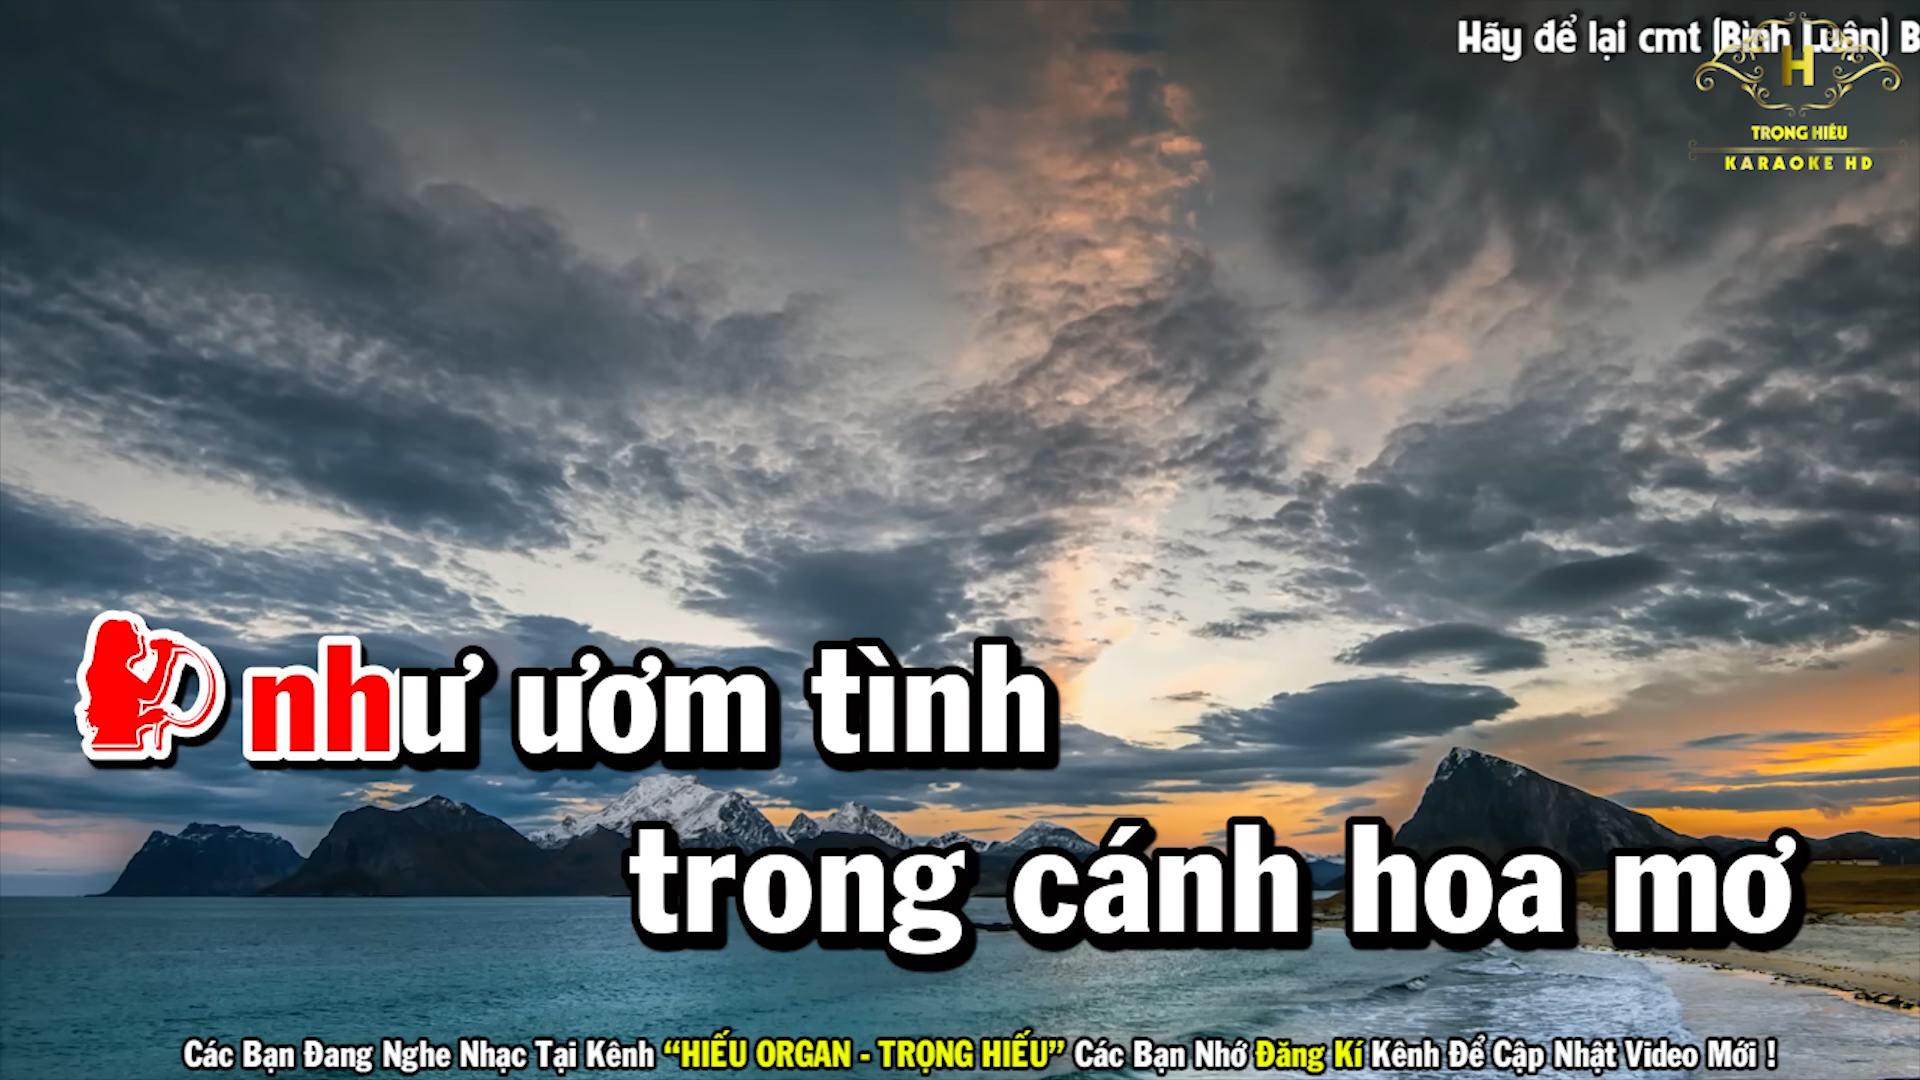 Hãy để lại cmt (Bình Luận) B
H
TRỌNG HIẾU
KARAOKE HD
như ươm tình
trong cánh hoa mơ
Các Bạn Đang Nghe Nhạc Tại Kênh “HIẾU ORGAN - TRỌNG HIẾU” Các Bạn Nhớ Đăng Kí Kênh Để Cập Nhật Video Mới !